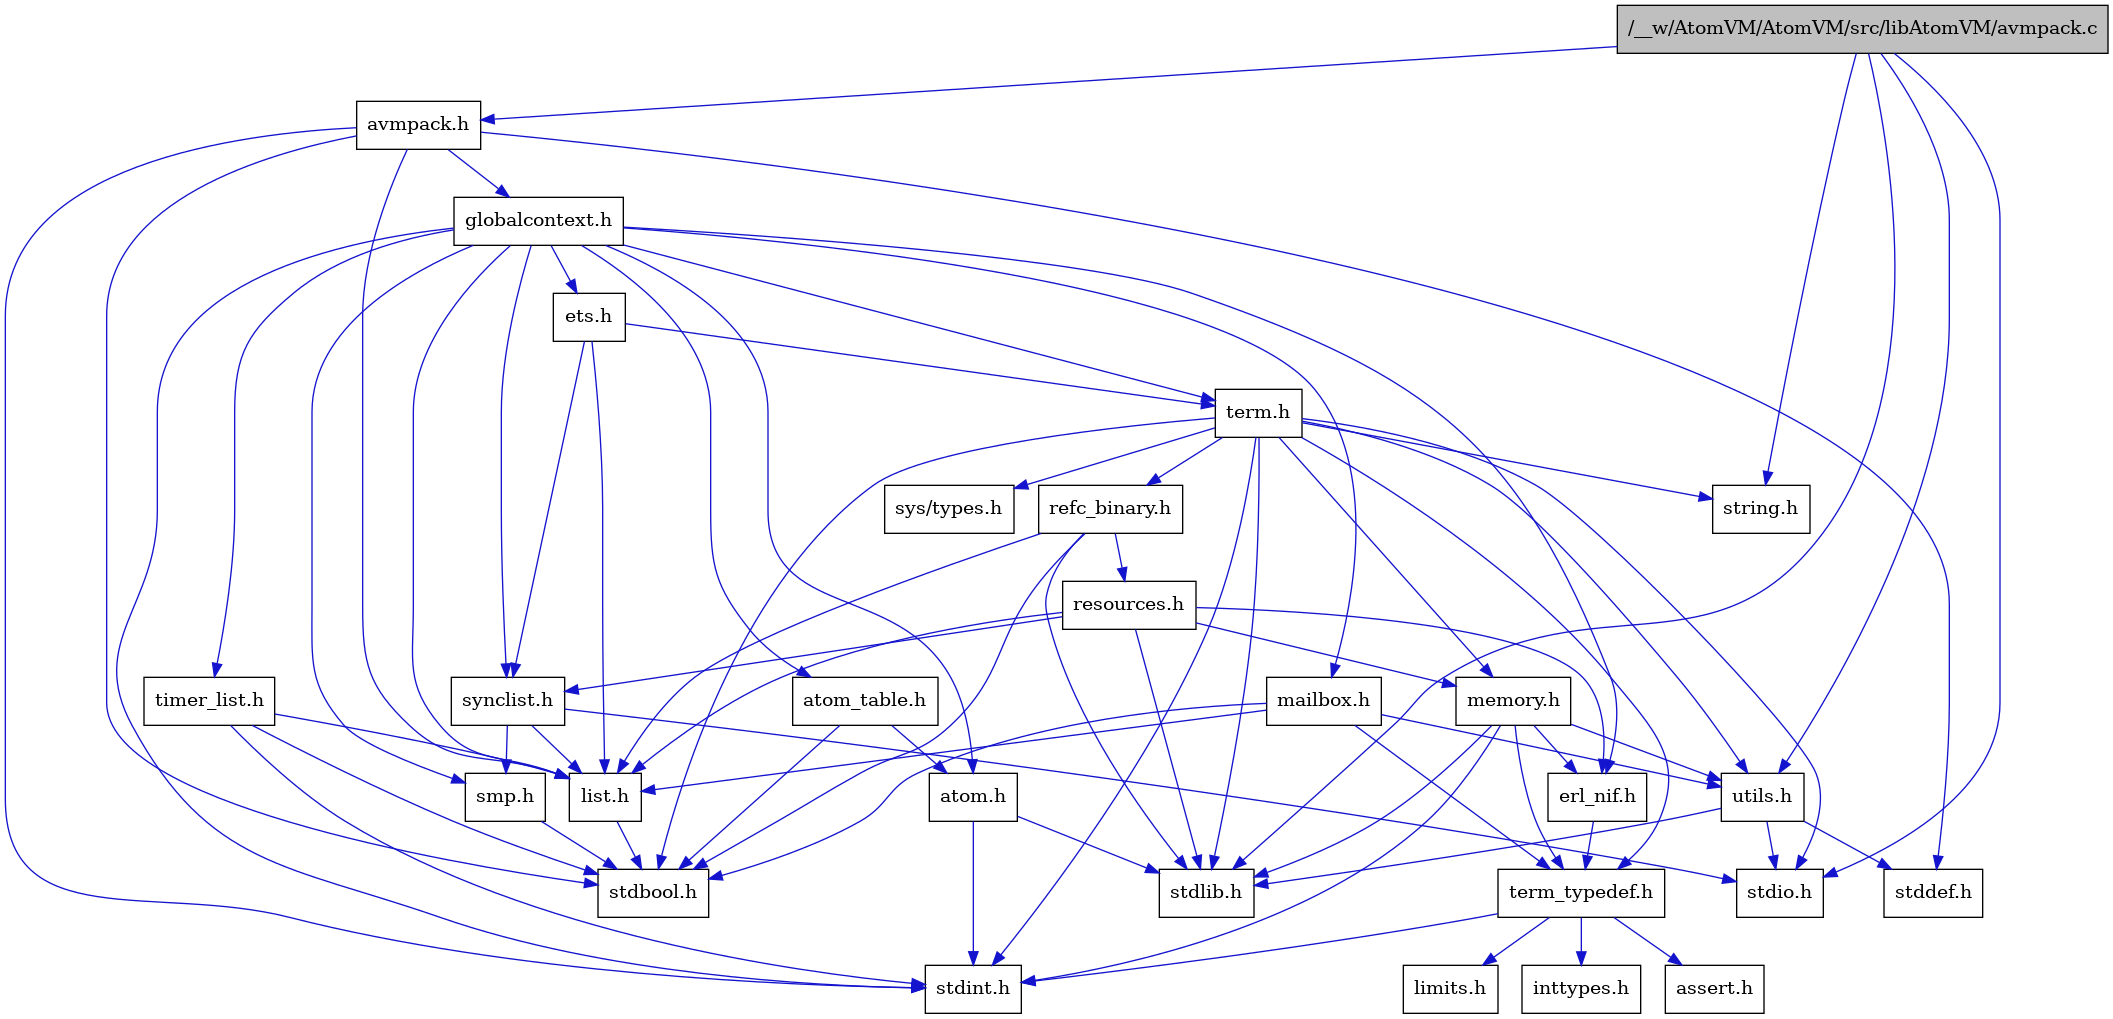 /__w/AtomVM/AtomVM/src/libAtomVM/avmpack.c
avmpack.h
globalcontext.h
ets.h
term.h
sys/types.h
refc_binary.h
string.h
resources.h
timer_list.h
synclist.h
atom_table.h
mailbox.h
memory.h
smp.h
list.h
atom.h
erl_nif.h
utils.h
stdbool.h
stdlib.h
term_typedef.h
stdio.h
stddef.h
stdint.h
limits.h
inttypes.h
assert.h